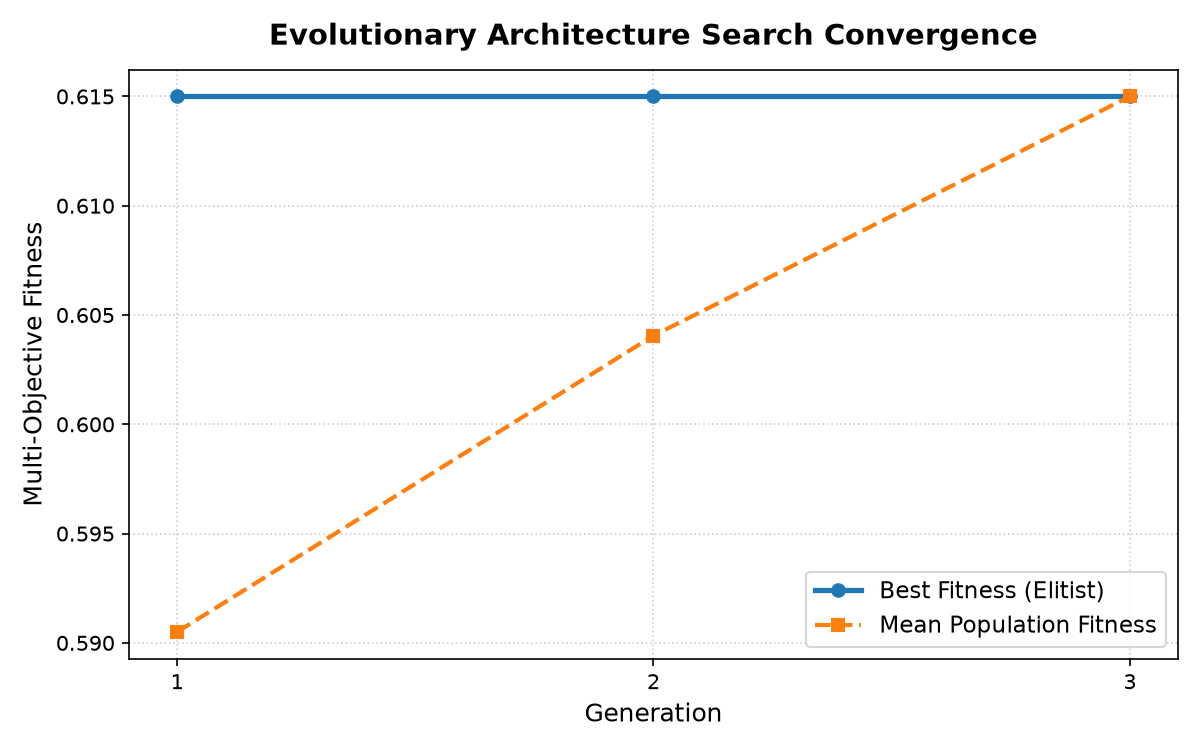 Evolutionary Architecture Search Convergence
Multi-Objective Fitness
0.615
0.610
0.605
0.600
0.595
0.590
Best Fitness (Elitist)
Mean Population Fitness
1
2
3
Generation